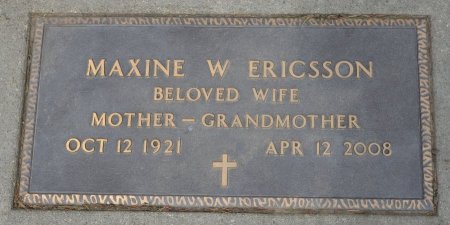 MAXINE W ERICSSON
BELOVED WIFE
MOTHER – GRANDMOTHER
OCT 12 1921 APR 12 2008